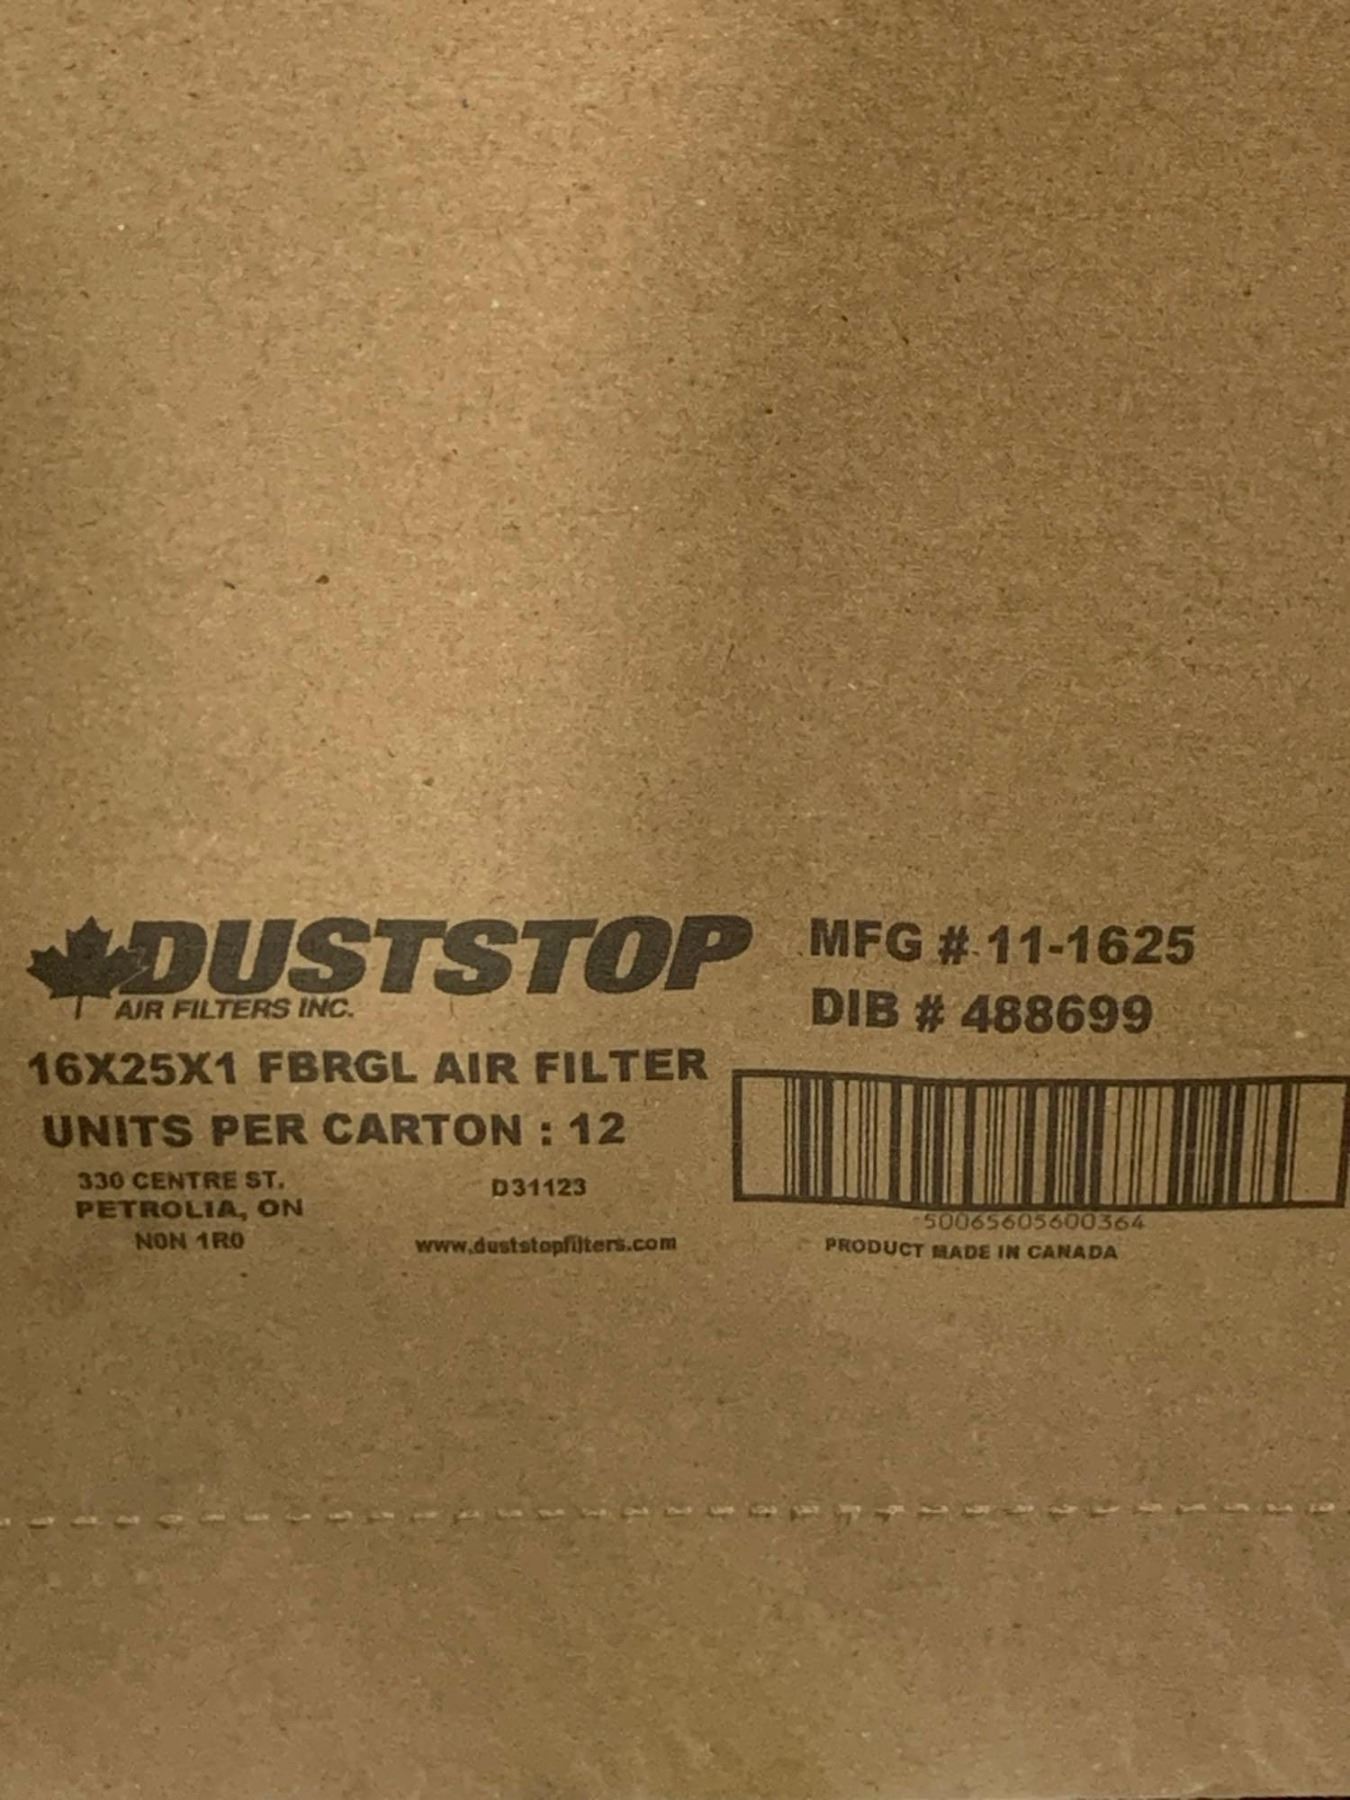 DUSTSTOP
AIR FILTERS INC.
MFG # 11-1625
DIB # 488699
16X25X1 FBRGL AIR FILTER
UNITS PER CARTON : 12
330 CENTRE ST.
PETROLIA, ON
N0N 1R0
D31123
www.duststopfilters.com
50065605600364
PRODUCT MADE IN CANADA